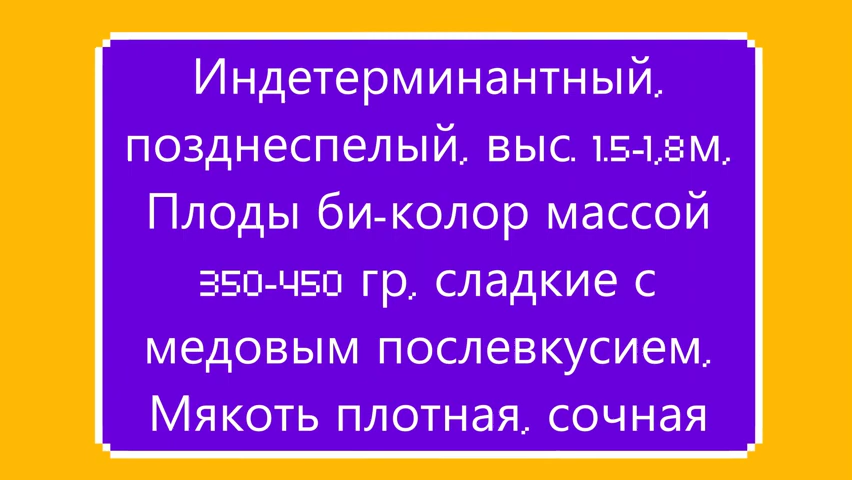 Индетерминантный,
позднеспелый, выс. 1.5-1,8м,
Плоды би-колор массой
350-450 гр, сладкие с
медовым послевкусием,
Мякоть плотная, сочная